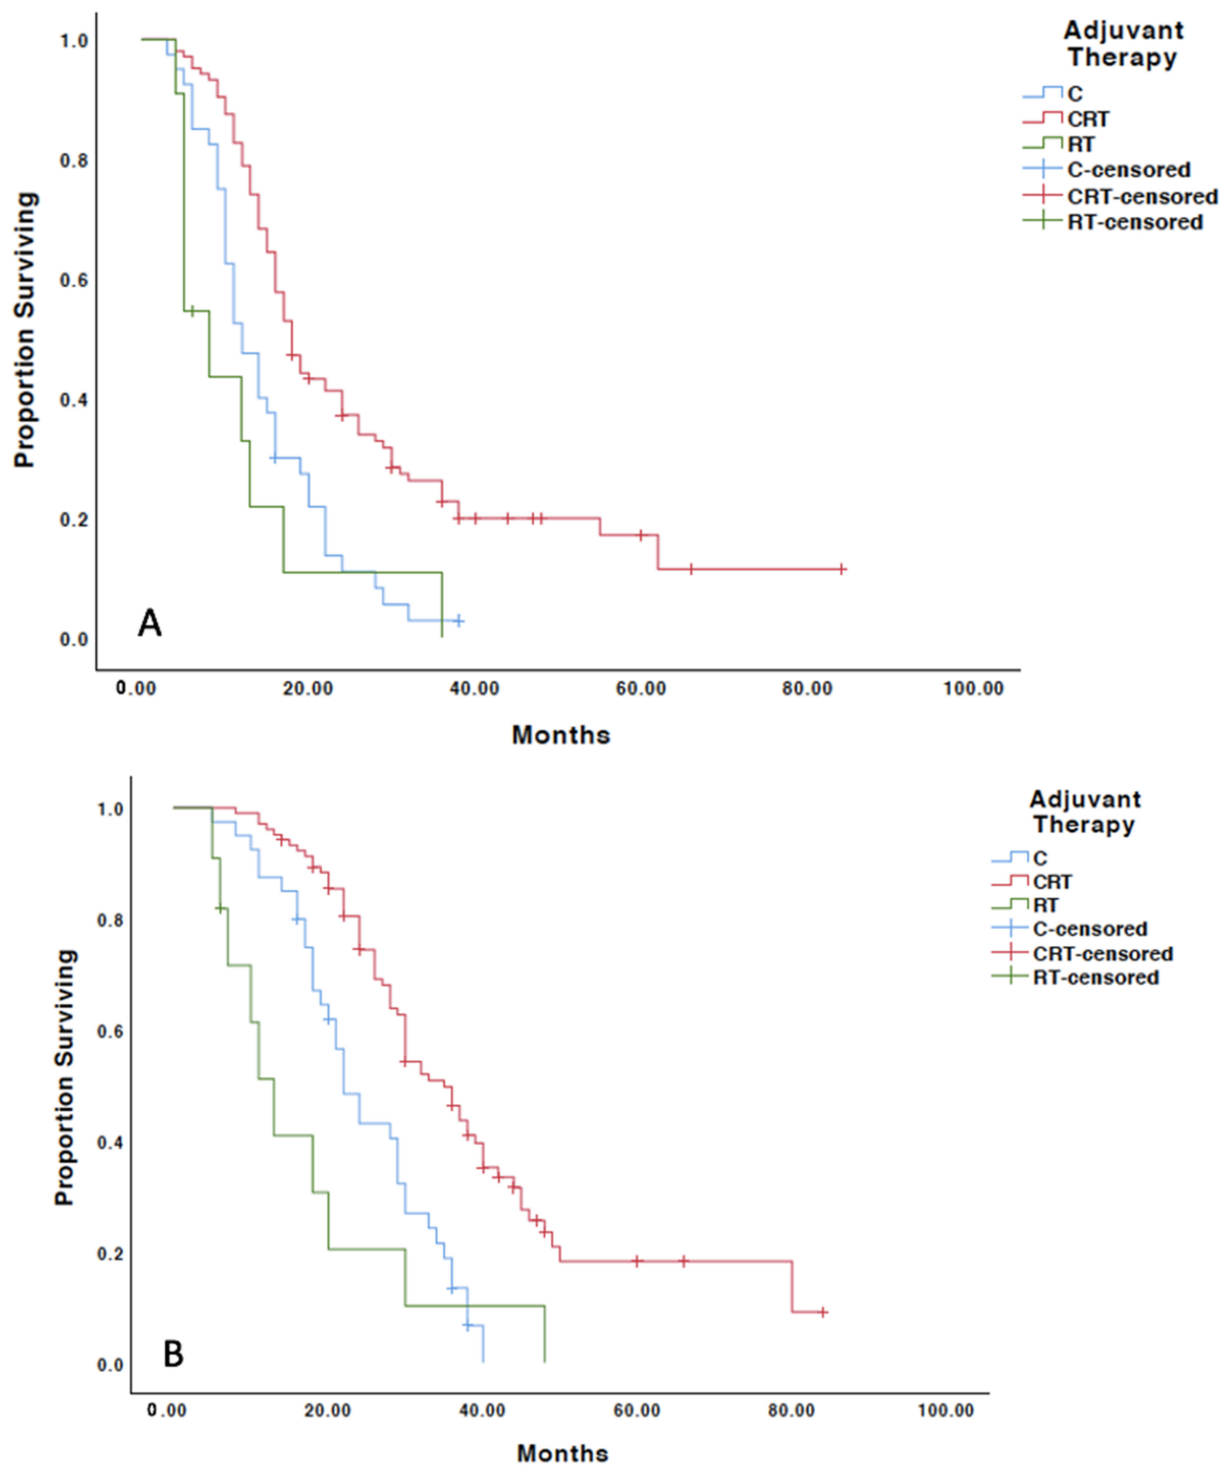 Adjuvant
Therapy
C
CRT
RT
C-censored
CRT-censored
RT-censored
Proportion Surviving
1.0
0.8
0.6
0.4
0.2
0.0
A
0.00 20.00 40.00 60.00 80.00 100.00
Months
Adjuvant
Therapy
C
CRT
RT
C-censored
CRT-censored
RT-censored
Proportion Surviving
1.0
0.8
0.6
0.4
0.2
0.0
B
0.00 20.00 40.00 60.00 80.00 100.00
Months